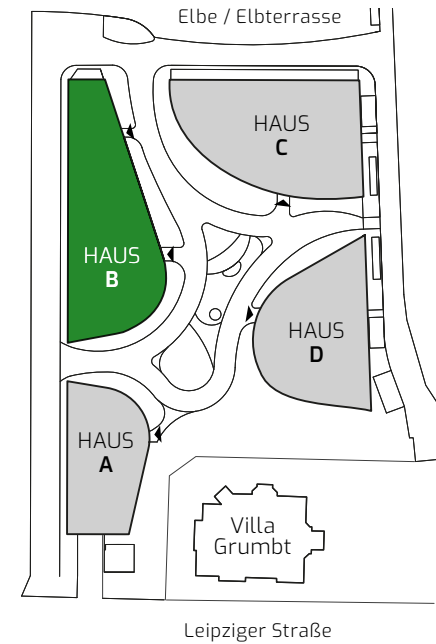 Elbe / Elbterrasse
HAUS
C
HAUS
B
HAUS
D
HAUS
A
Villa
Grumbt
Leipziger Straße